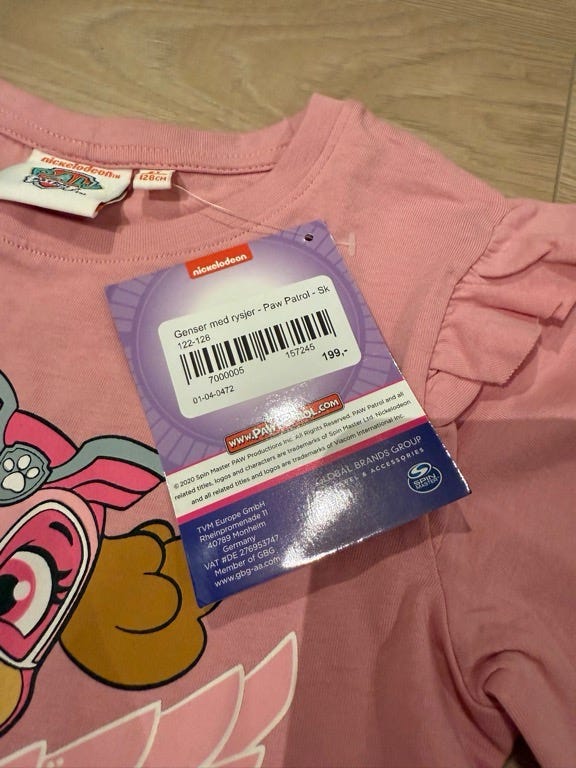 nickelodeon™
128CM
nickelodeon
Genser med rysjer - Paw Patrol - Sk
122-128
7000005 157245
01-04-0472 199,-
www.PAWPATROL.COM
©2020 Spin Master PAW Productions Inc. All Rights Reserved. PAW Patrol and all
related titles, logos and characters are trademarks of Spin Master Ltd. Nickelodeon
and all related titles and logos are trademarks of Viacom International Inc.
GLOBAL BRANDS GROUP
& ACCESSORIES
SPIN
MASTER
TVM Europe GmbH
Rheinpromenade 11
40789 Monheim
Germany
VAT #DE 276953747
Member of GBG
www.gbg-aa.com